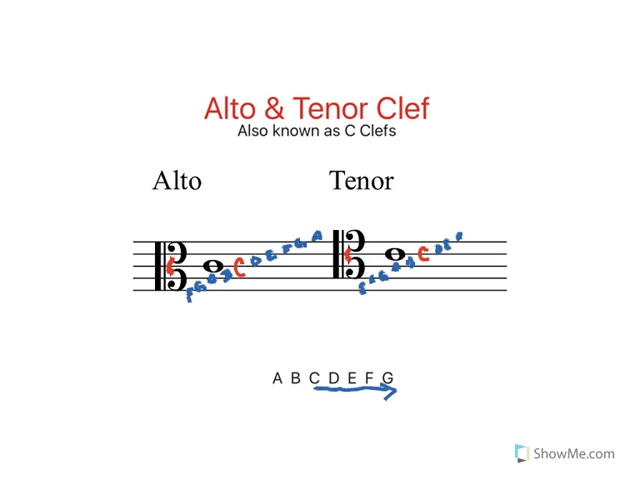 Alto & Tenor Clef
Also known as C Clefs
Alto Tenor
F G A B C D E F G A
C D E
A B C D E F G
ShowMe.com